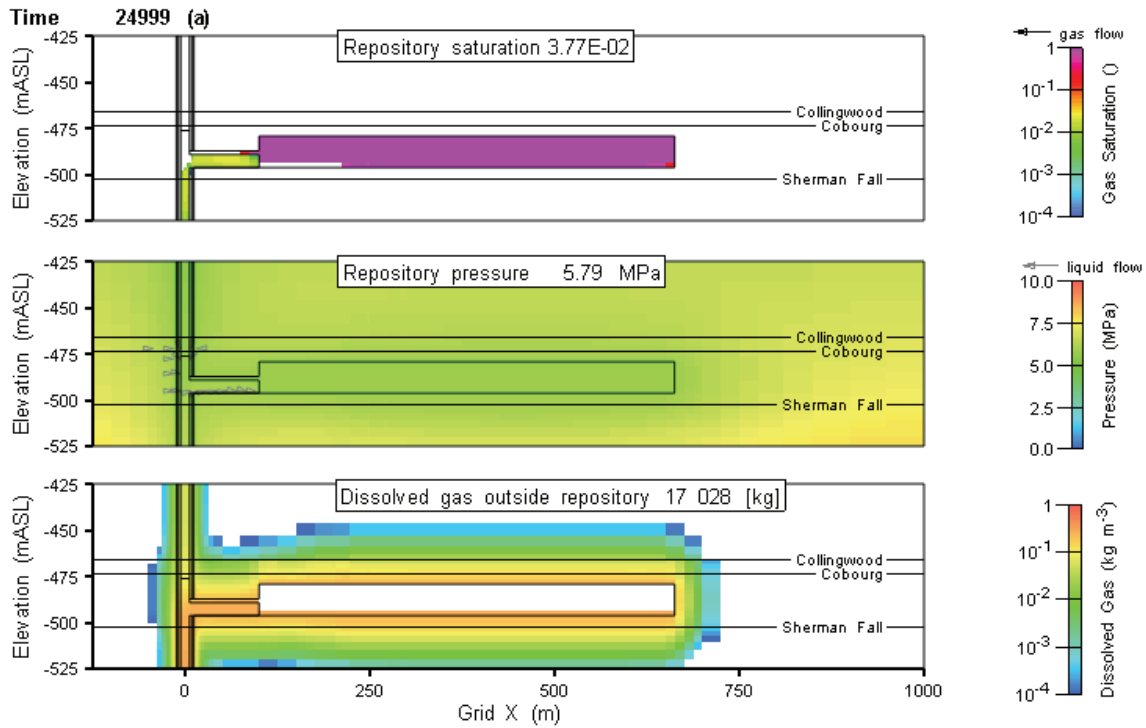 Time 24999 (a)
Repository saturation 3.77E-02
-425
-450
-475
-500
-525
Elevation (mASL)
Collingwood
Cobourg
Sherman Fall
gas flow
1
10-1
10-2
10-3
10-4
Gas Saturation ()
Repository pressure 5.79 MPa
-425
-450
-475
-500
-525
Elevation (mASL)
Collingwood
Cobourg
Sherman Fall
liquid flow
10.0
7.5
5.0
2.5
0.0
Pressure (MPa)
Dissolved gas outside repository 17 028 [kg]
-425
-450
-475
-500
-525
Elevation (mASL)
Collingwood
Cobourg
Sherman Fall
1
10-1
10-2
10-3
10-4
Dissolved Gas (kg m-3)
0 250 500 750 1000
Grid X (m)